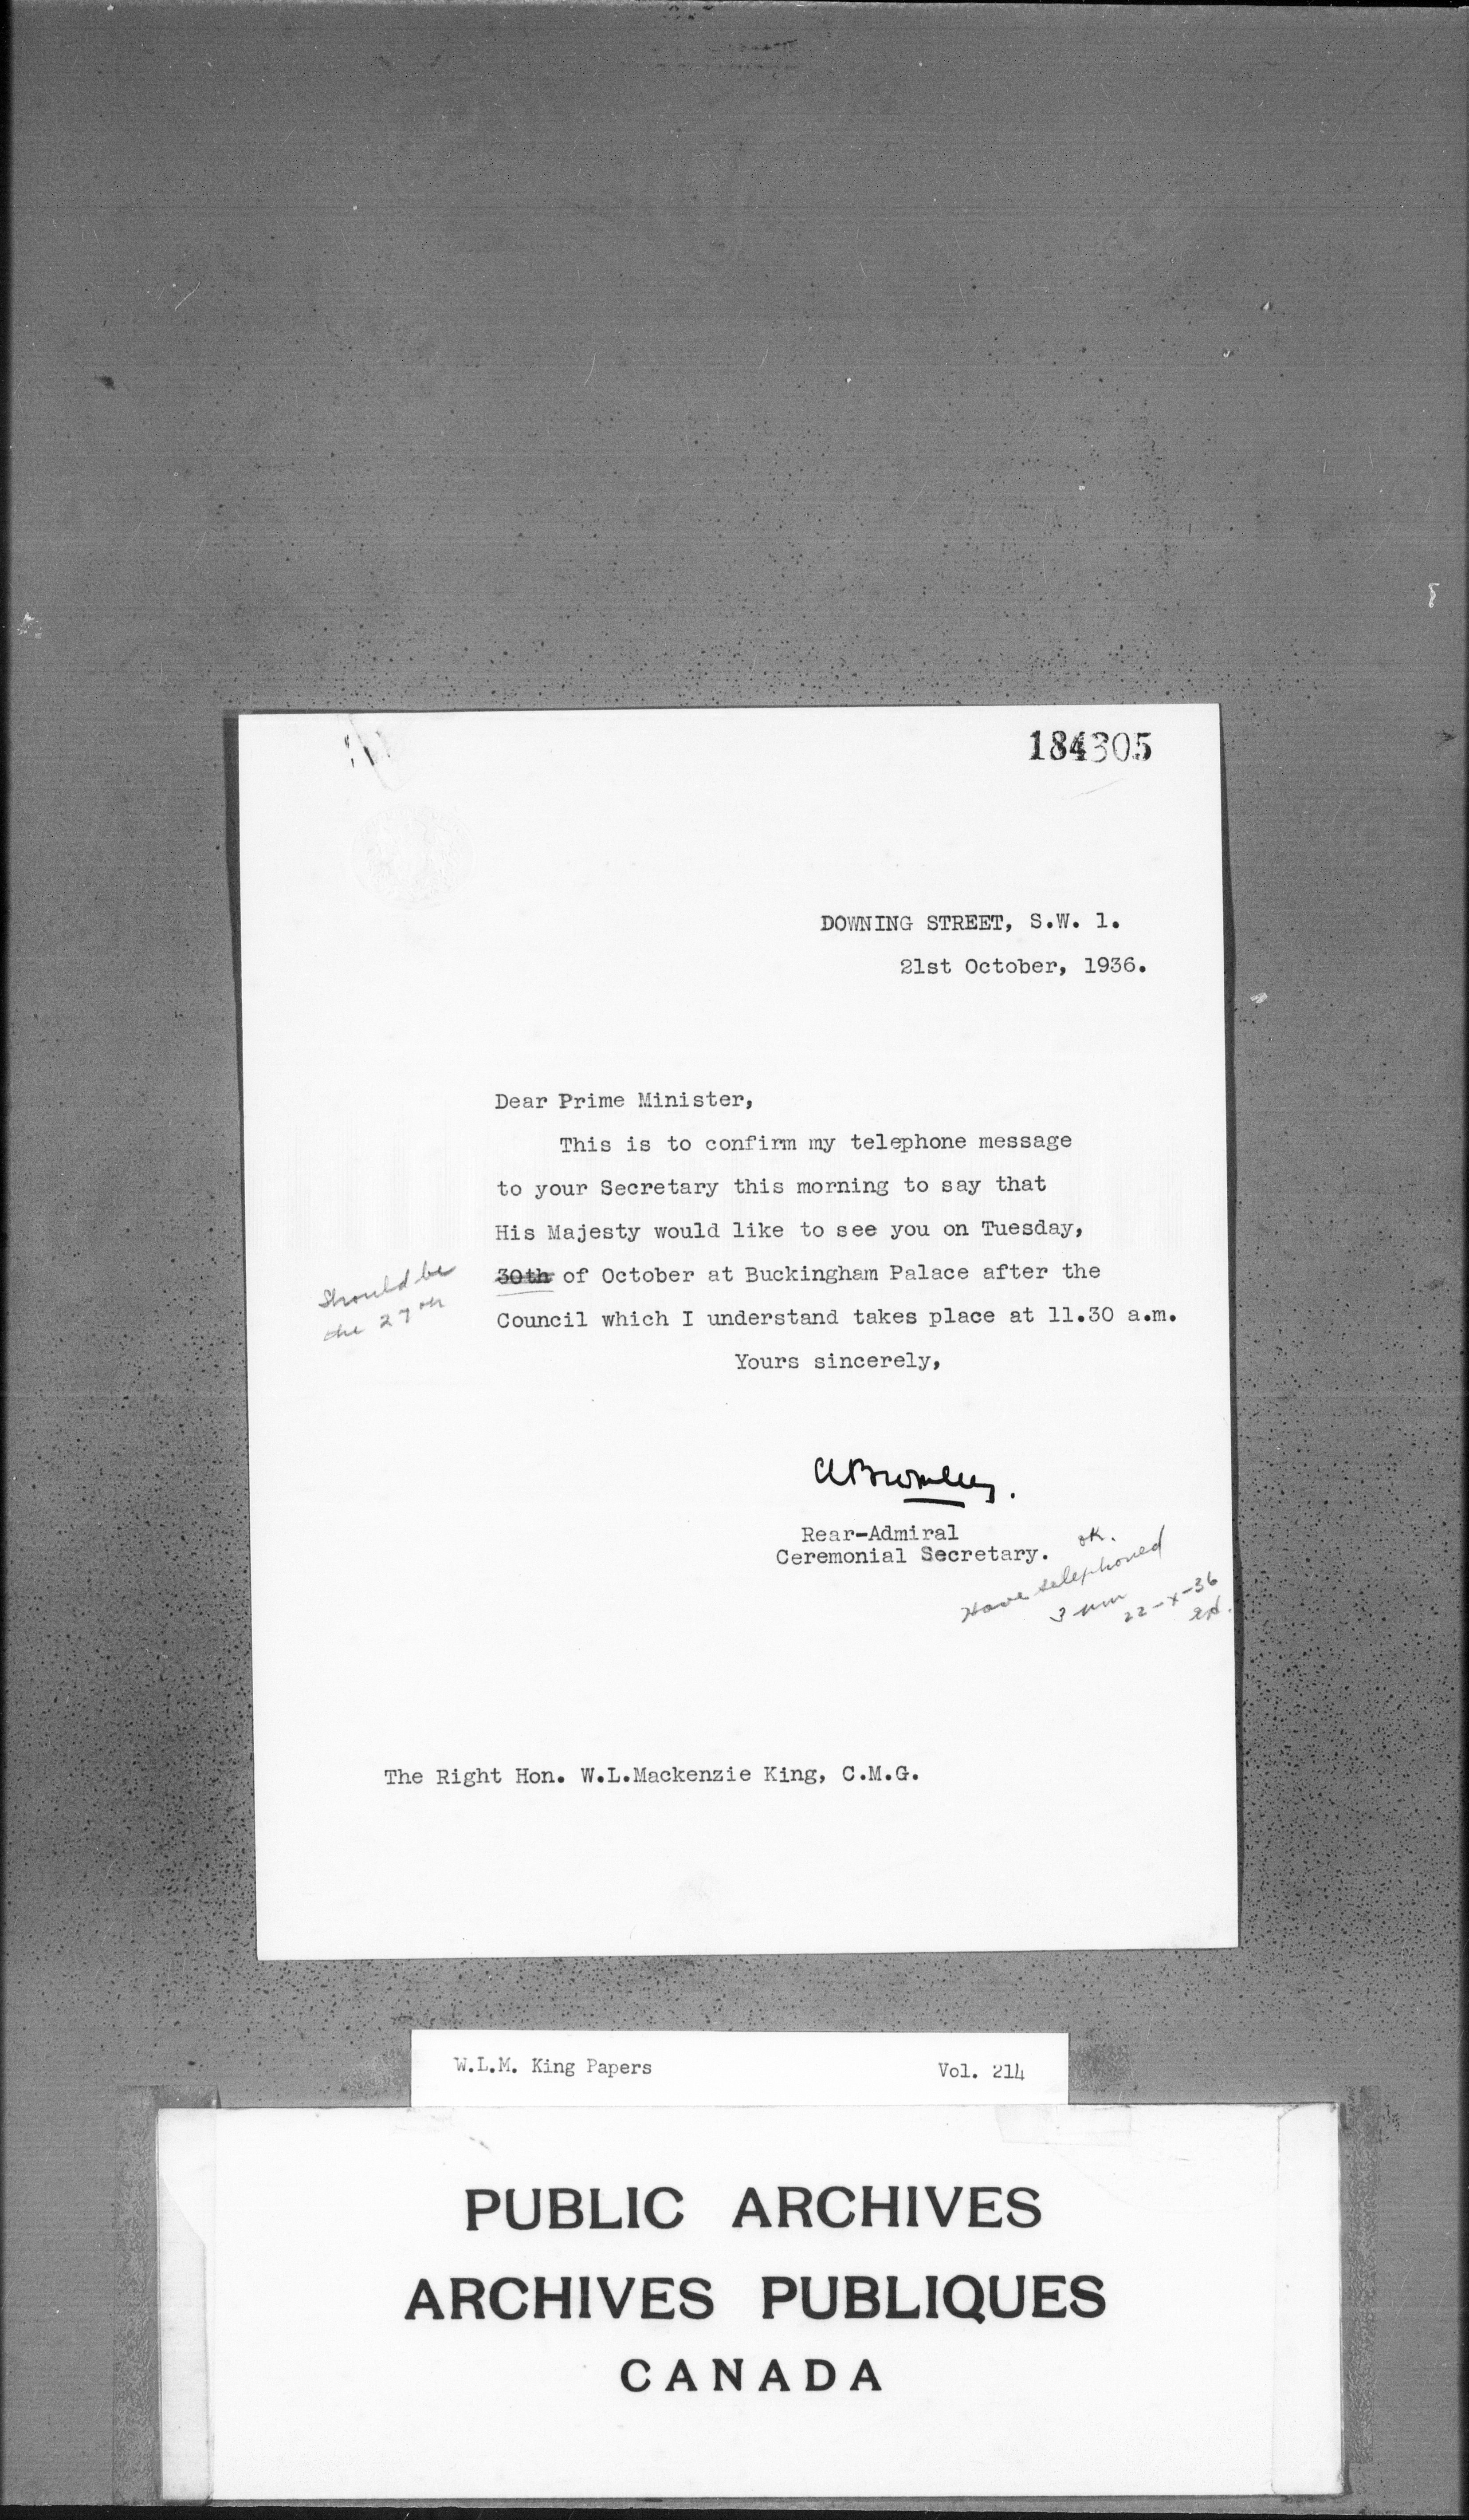 184305
DOWNING STREET, S.W. 1.
21st October, 1936.
Dear Prime Minister,
This is to confirm my telephone message
to your Secretary this morning to say that
His Majesty would like to see you on Tuesday,
30th of October at Buckingham Palace after the
Should be
the 27th
Council which I understand takes place at 11.30 a.m.
Yours sincerely,
A Bromley.
Rear-Admiral
Ceremonial Secretary.
OK.
Have telephoned
3 pm
22-X-36
The Right Hon. W.L.Mackenzie King, C.M.G.
W.L.M. King Papers Vol. 214
PUBLIC ARCHIVES
ARCHIVES PUBLIQUES
CANADA